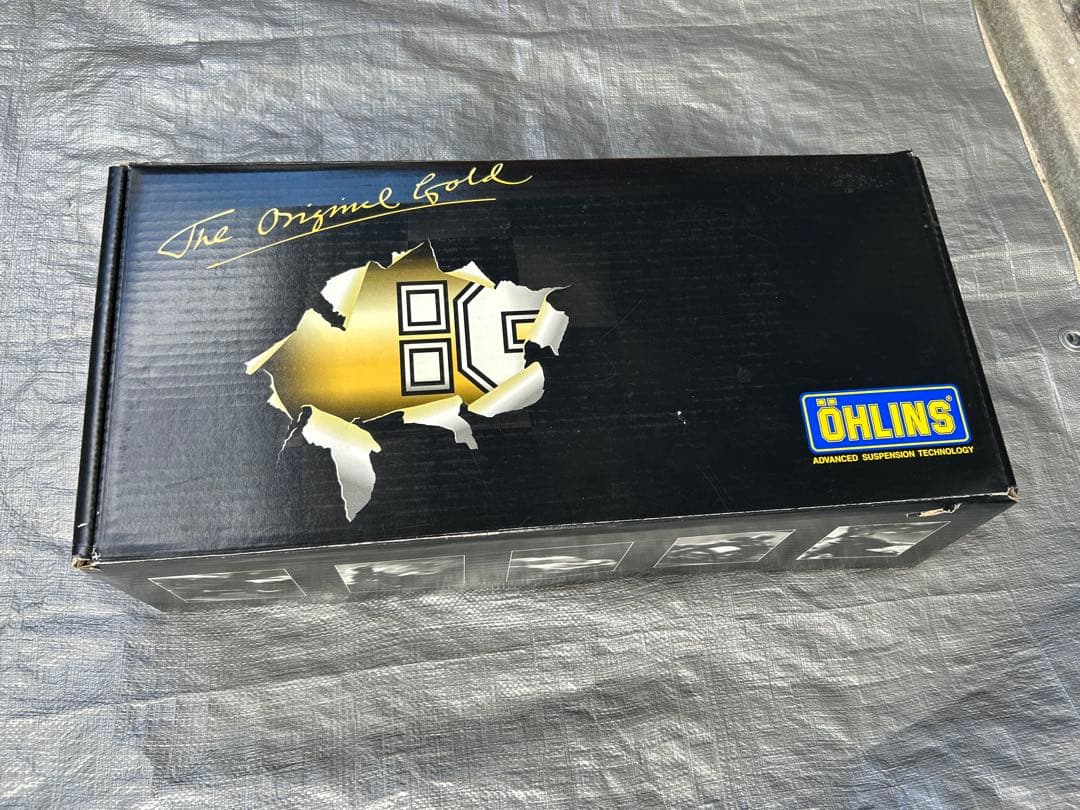 The Original Gold
ÖHLINS®
ADVANCED SUSPENSION TECHNOLOGY